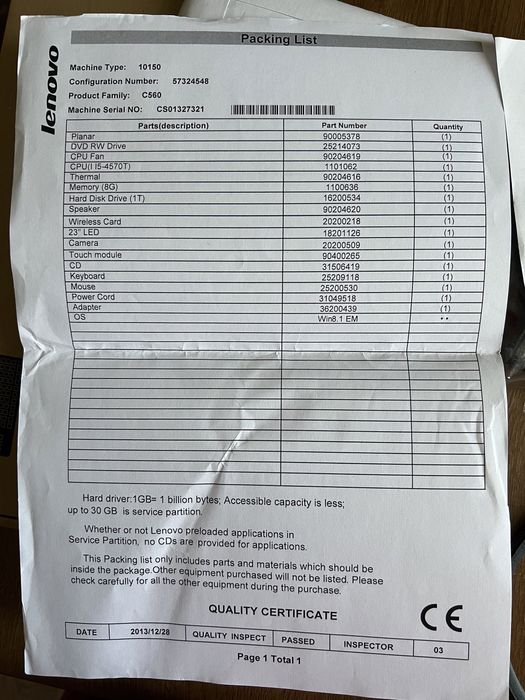 Packing List
lenovo
Machine Type: 10150
Configuration Number: 57324548
Product Family: C560
Machine Serial NO: CS01327321
Parts(description) Part Number Quantity
Planar 90005378 (1)
DVD RW Drive 25214073 (1)
CPU Fan 90204619 (1)
CPU(I I5-4570T) 1101062 (1)
Thermal 90204616 (1)
Memory (8G) 1100636 (1)
Hard Disk Drive (1T) 16200534 (1)
Speaker 90204620 (1)
Wireless Card 20200218 (1)
23" LED 18201126 (1)
Camera 20200509 (1)
Touch module 90400265 (1)
CD 31506419 (1)
Keyboard 25209118 (1)
Mouse 25200530 (1)
Power Cord 31049518 (1)
Adapter 36200439 (1)
OS Win8.1 EM
Hard driver:1GB= 1 billion bytes; Accessible capacity is less;
up to 30 GB is service partition.
Whether or not Lenovo preloaded applications in
Service Partition, no CDs are provided for applications.
This Packing list only includes parts and materials which should be
inside the package.Other equipment purchased will not be listed. Please
check carefully for all the other equipment during the purchase.
QUALITY CERTIFICATE
CE
DATE 2013/12/28 QUALITY INSPECT PASSED INSPECTOR 03
Page 1 Total 1